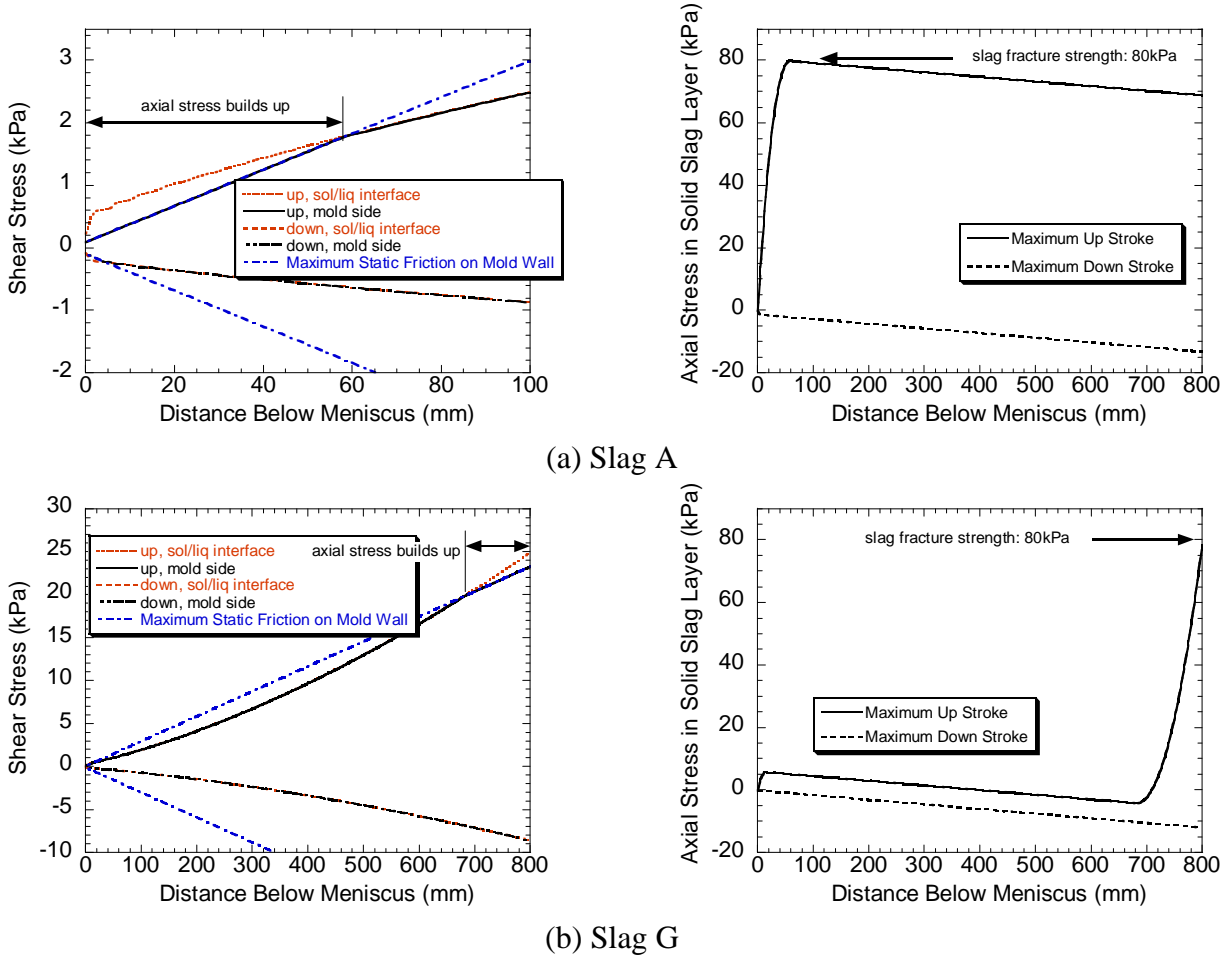 Shear Stress (kPa)
3
2
1
0
-1
-2
axial stress builds up
up, sol/liq interface
up, mold side
down, sol/liq interface
down, mold side
Maximum Static Friction on Mold Wall
0
20
40
60
80
100
Distance Below Meniscus (mm)
Axial Stress in Solid Slag Layer (kPa)
80
60
40
20
0
-20
slag fracture strength: 80kPa
Maximum Up Stroke
Maximum Down Stroke
0
100
200
300
400
500
600
700
800
Distance Below Meniscus (mm)
(a) Slag A
Shear Stress (kPa)
30
25
20
15
10
5
0
-5
-10
up, sol/liq interface
up, mold side
down, sol/liq interface
down, mold side
Maximum Static Friction on Mold Wall
axial stress builds up
0
100
200
300
400
500
600
700
800
Distance Below Meniscus (mm)
Axial Stress in Solid Slag Layer (kPa)
80
60
40
20
0
-20
slag fracture strength: 80kPa
Maximum Up Stroke
Maximum Down Stroke
0
100
200
300
400
500
600
700
800
Distance Below Meniscus (mm)
(b) Slag G